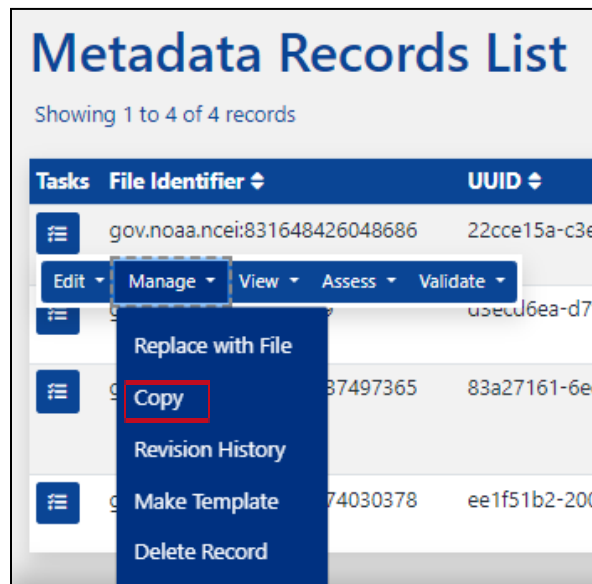 Metadata Records List
Showing 1 to 4 of 4 records
Tasks File Identifier UUID
gov.noaa.ncei:831648426048686 22cce15a-c3e
Edit Manage View Assess Validate
d3ecd6ea-d7
Replace with File
37497365 83a27161-6e
Copy
Revision History
Make Template
74030378 ee1f51b2-200
Delete Record